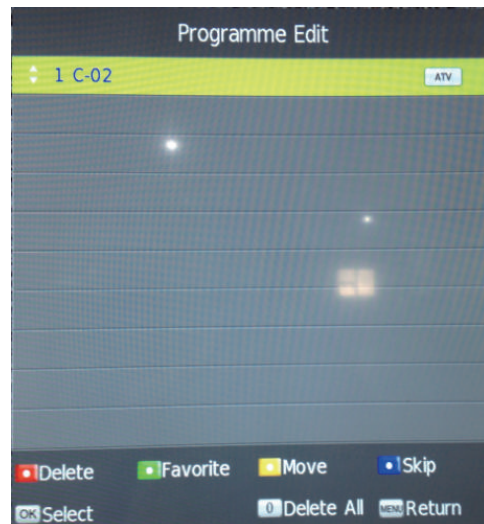 Programme Edit
1 C-02 ATV
Delete Favorite Move Skip
OK Select 0 Delete All MENU Return